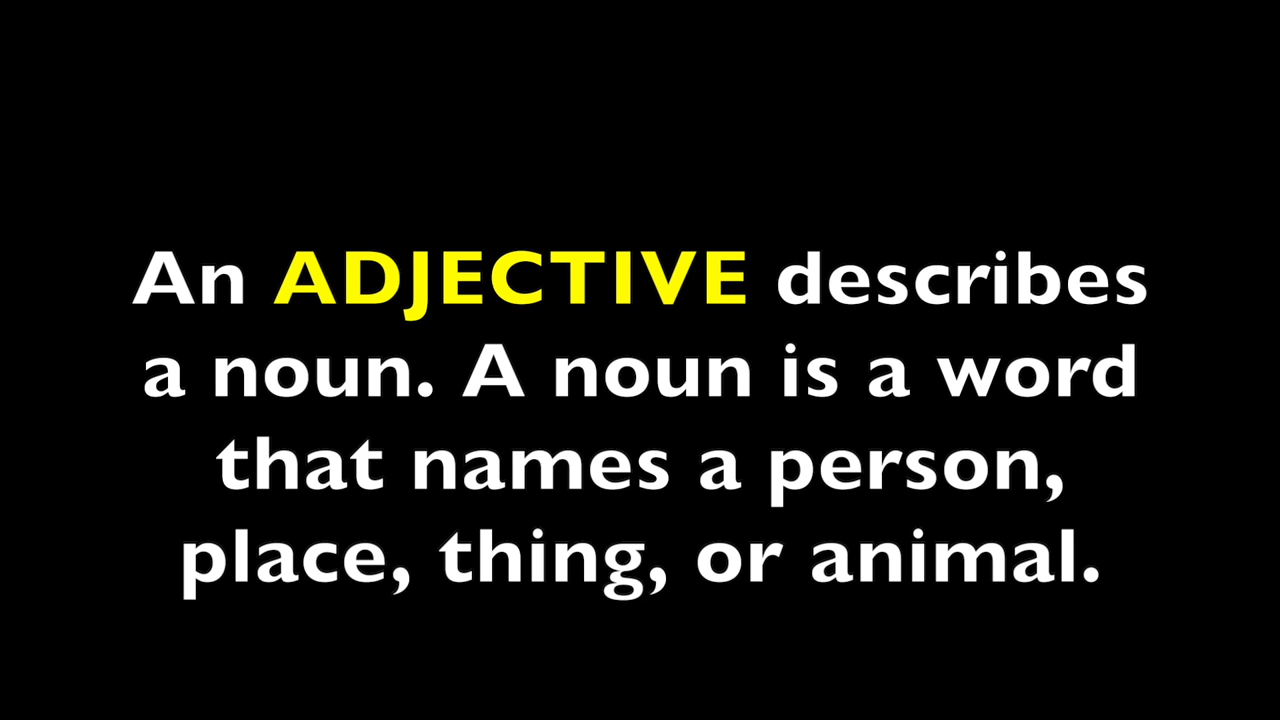 An ADJECTIVE describes
a noun. A noun is a word
that names a person,
place, thing, or animal.